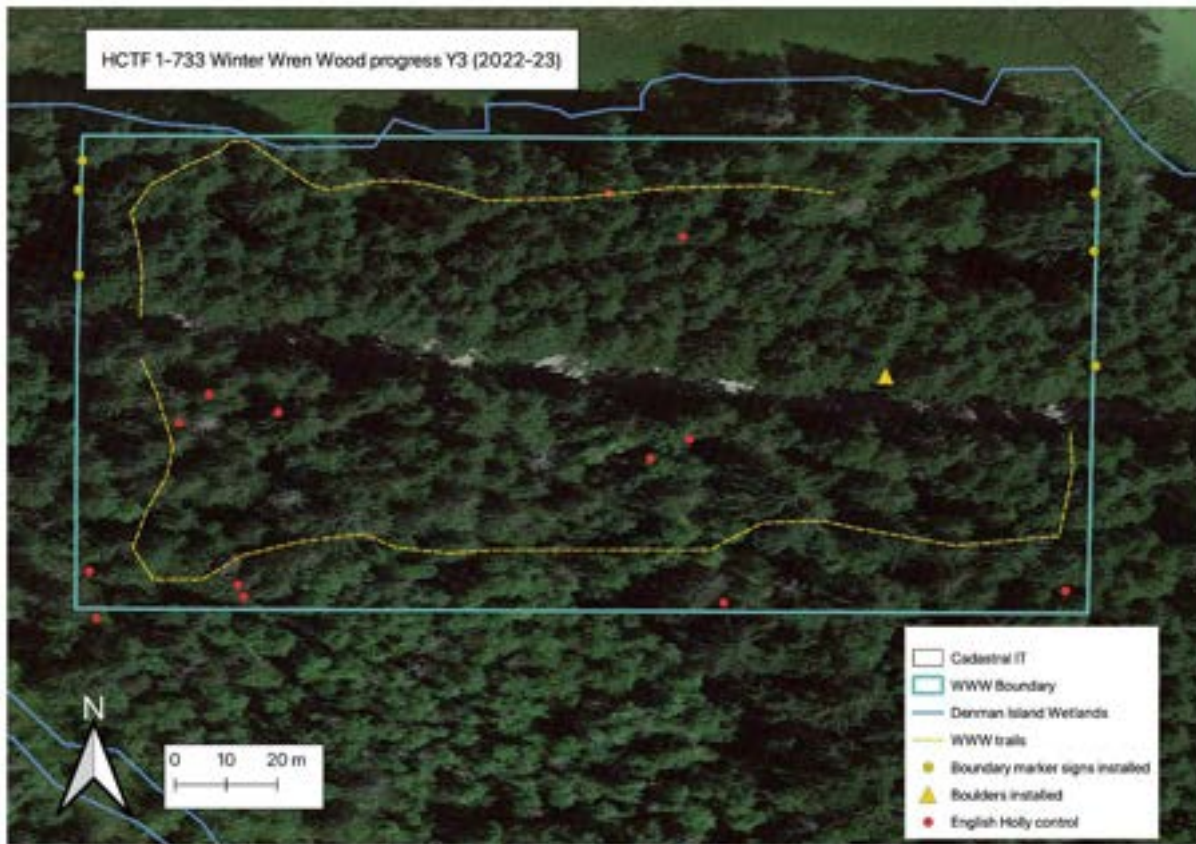 HCTF 1-733 Winter Wren Wood progress Y3 (2022-23)
N
0 10 20 m
Cadastral IT
WWW Boundary
Denman Island Wetlands
WWW trails
Boundary marker signs installed
Boulders installed
English Holly control